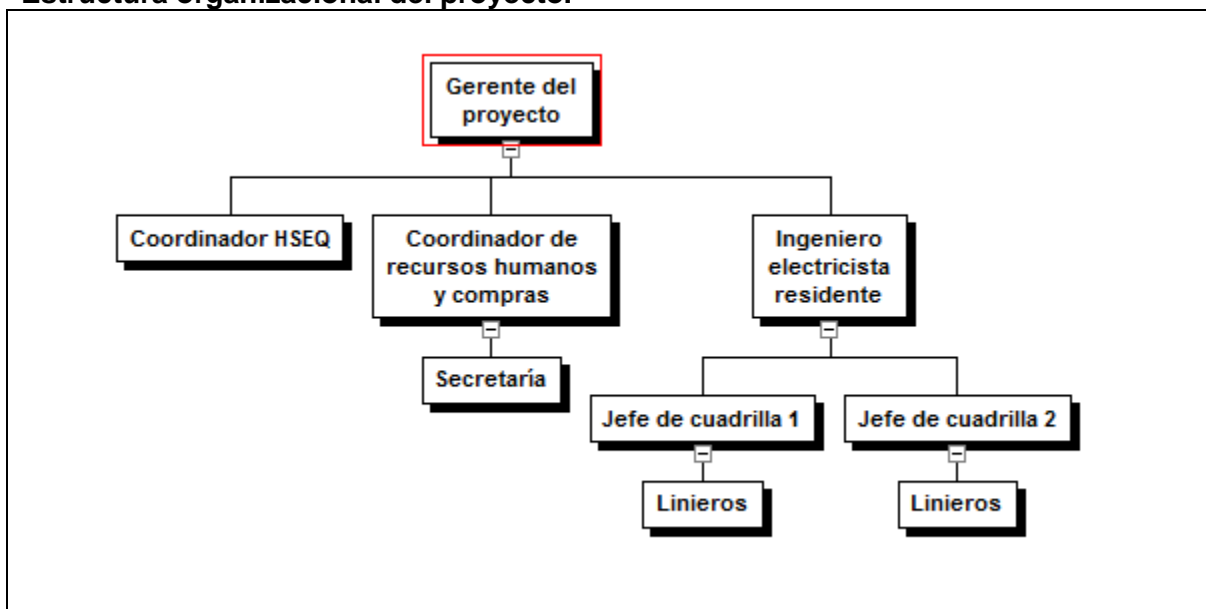 Estructura organizacional del proyecto.
Gerente del
proyecto
Coordinador HSEQ
Coordinador de
recursos humanos
y compras
Ingeniero
electricista
residente
Secretaría
Jefe de cuadrilla 1
Jefe de cuadrilla 2
Linieros
Linieros